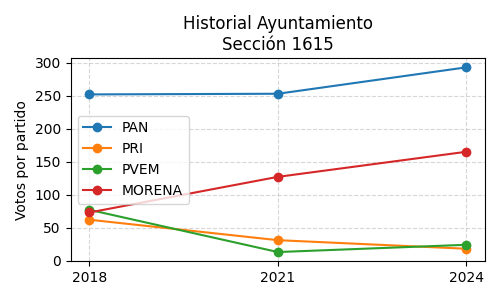 Historial Ayuntamiento
Sección 1615
Votos por partido
300
250
200
150
100
50
0
PAN
PRI
PVEM
MORENA
2018
2021
2024